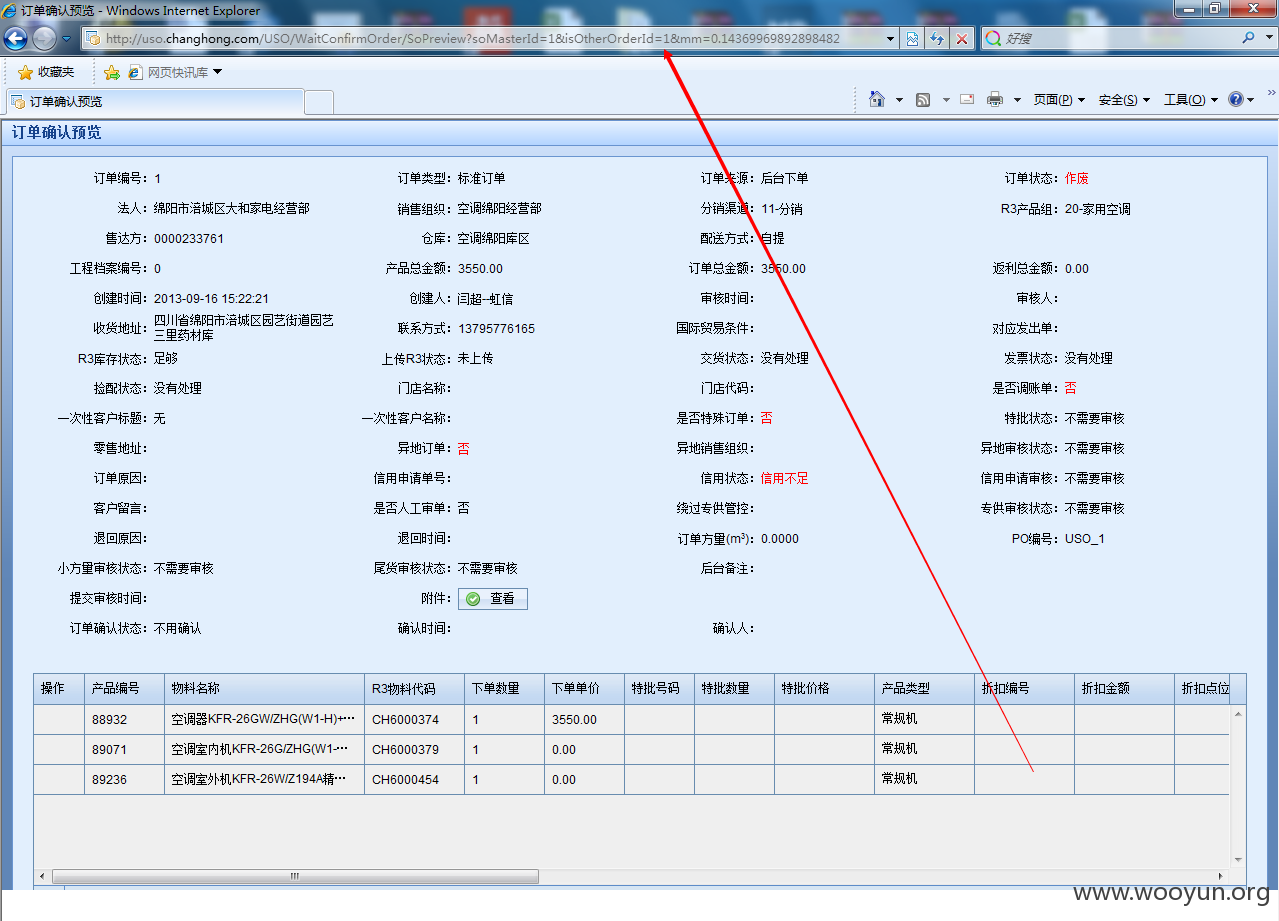 订单确认预览 - Windows Internet Explorer
http://uso.changhong.com/USO/WaitConfirmOrder/SoPreview?soMasterId=1&isOtherOrderId=1&mm=0.14369969892898482
好搜
收藏夹 网页快讯库
订单确认预览
页面(P) 安全(S) 工具(O)
订单确认预览
订单编号: 1 订单类型: 标准订单 订单来源: 后台下单 订单状态: 作废
法人: 绵阳市涪城区大和家电经营部 销售组织: 空调绵阳经营部 分销渠道: 11-分销 R3产品组: 20-家用空调
售达方: 0000233761 仓库: 空调绵阳库区 配送方式: 自提
工程档案编号: 0 产品总金额: 3550.00 订单总金额: 3550.00 返利总金额: 0.00
创建时间: 2013-09-16 15:22:21 创建人: 闫超--虹信 审核时间: 审核人:
收货地址: 四川省绵阳市涪城区园艺街道园艺三里药材库 联系方式: 13795776165 国际贸易条件: 对应发出单:
R3库存状态: 足够 上传R3状态: 未上传 交货状态: 没有处理 发票状态: 没有处理
捡配状态: 没有处理 门店名称: 门店代码: 是否调账单: 否
一次性客户标题: 无 一次性客户名称: 是否特殊订单: 否 特批状态: 不需要审核
零售地址: 异地订单: 否 异地销售组织: 异地审核状态: 不需要审核
订单原因: 信用申请单号: 信用状态: 信用不足 信用申请审核: 不需要审核
客户留言: 是否人工审单: 否 绕过专供管控: 专供审核状态: 不需要审核
退回原因: 退回时间: 订单方量(m³): 0.0000 PO编号: USO_1
小方量审核状态: 不需要审核 尾货审核状态: 不需要审核 后台备注:
提交审核时间: 附件: 查看
订单确认状态: 不用确认 确认时间: 确认人:
操作 产品编号 物料名称 R3物料代码 下单数量 下单单价 特批号码 特批数量 特批价格 产品类型 折扣编号 折扣金额 折扣点位
88932 空调器KFR-26GW/ZHG(W1-H)+··· CH6000374 1 3550.00 常规机
89071 空调室内机KFR-26G/ZHG(W1-··· CH6000379 1 0.00 常规机
89236 空调室外机KFR-26W/Z194A精··· CH6000454 1 0.00 常规机
www.wooyun.org